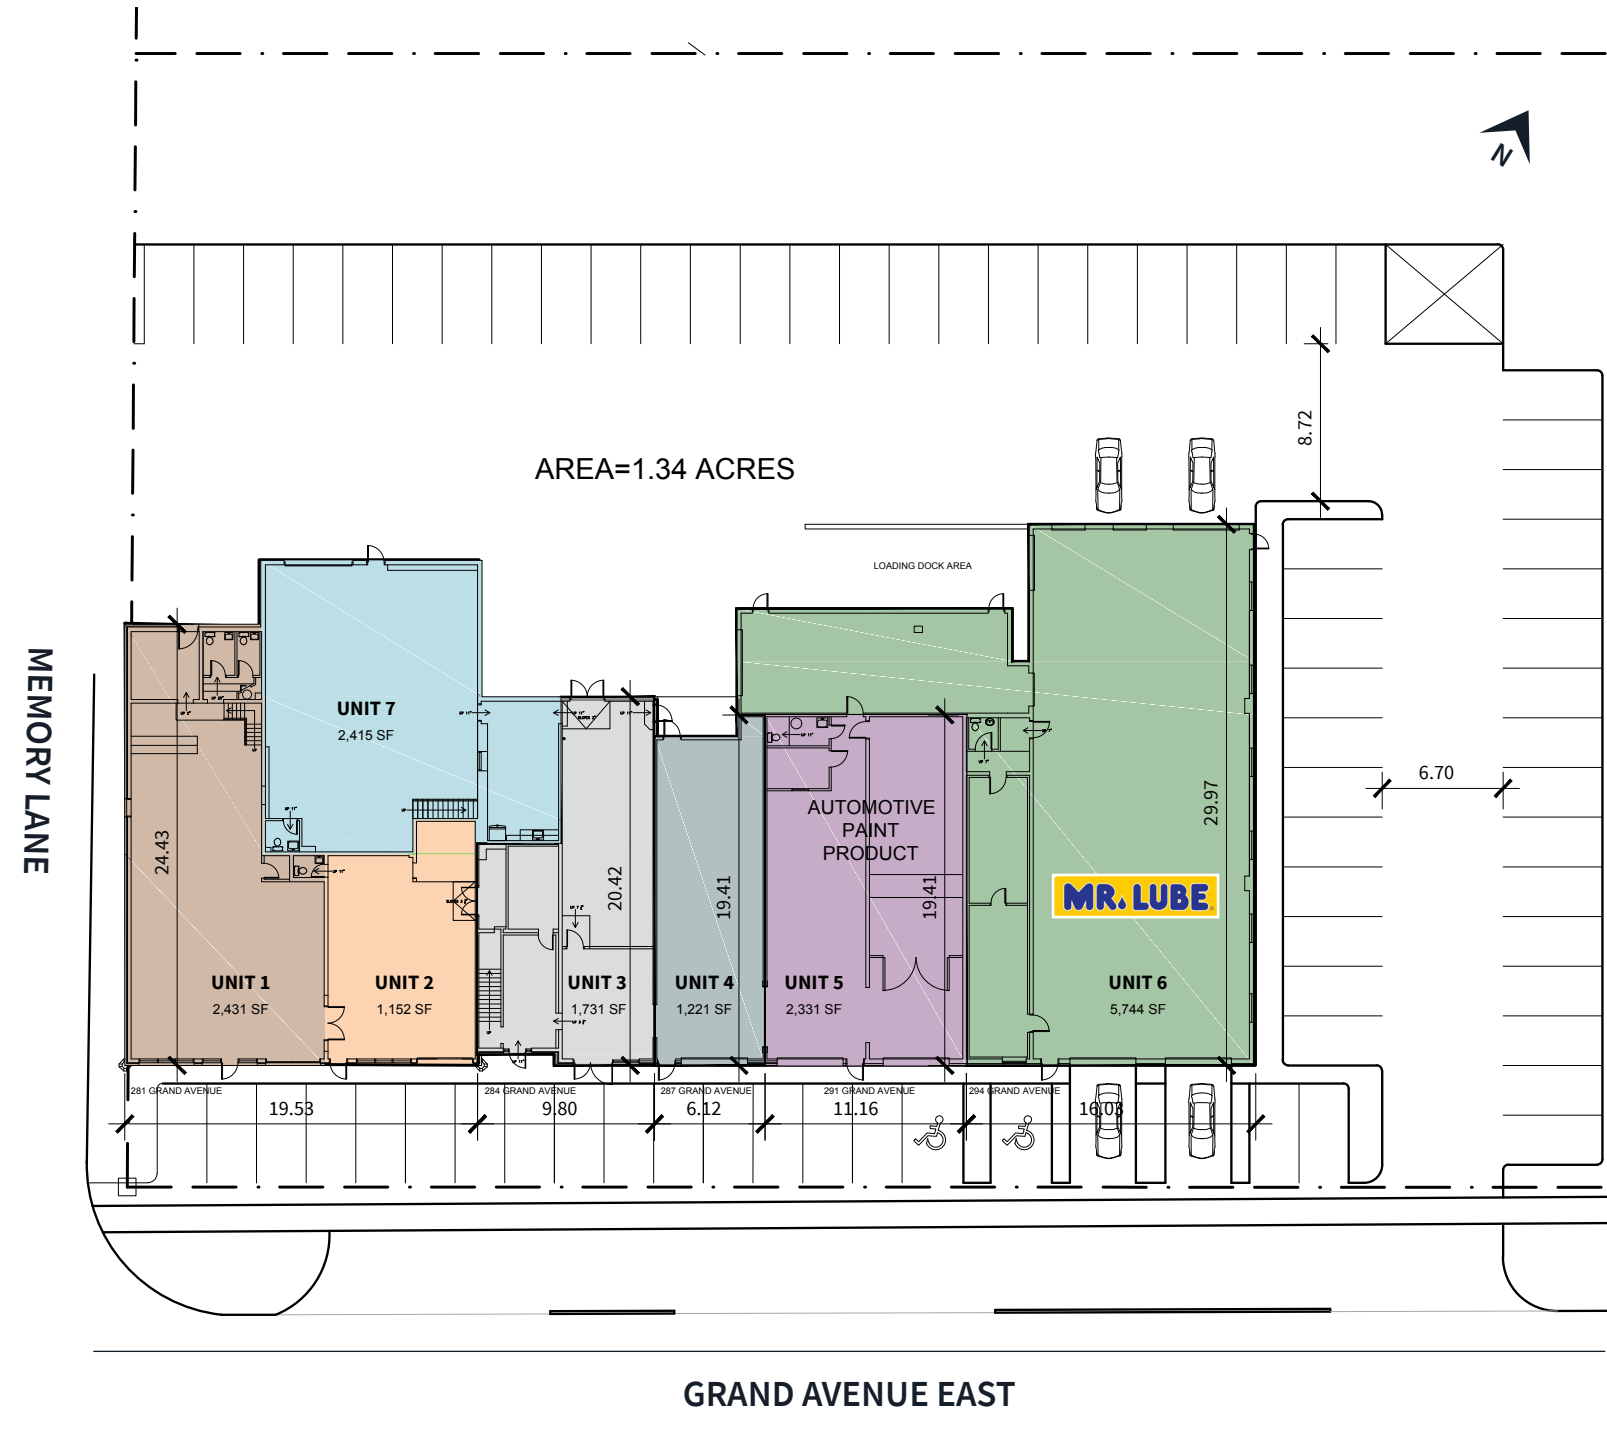 N
8.72
AREA=1.34 ACRES
LOADING DOCK AREA
MEMORY LANE
UNIT 7
2,415 SF
6.70
29.97
AUTOMOTIVE
PAINT
PRODUCT
24.43
20.42
19.41
19.41
MR. LUBE
UNIT 1
2,431 SF
UNIT 2
1,152 SF
UNIT 3
1,731 SF
UNIT 4
1,221 SF
UNIT 5
2,331 SF
UNIT 6
5,744 SF
281 GRAND AVENUE
284 GRAND AVENUE
287 GRAND AVENUE
291 GRAND AVENUE
294 GRAND AVENUE
19.53
9.80
6.12
11.16
16.03
GRAND AVENUE EAST